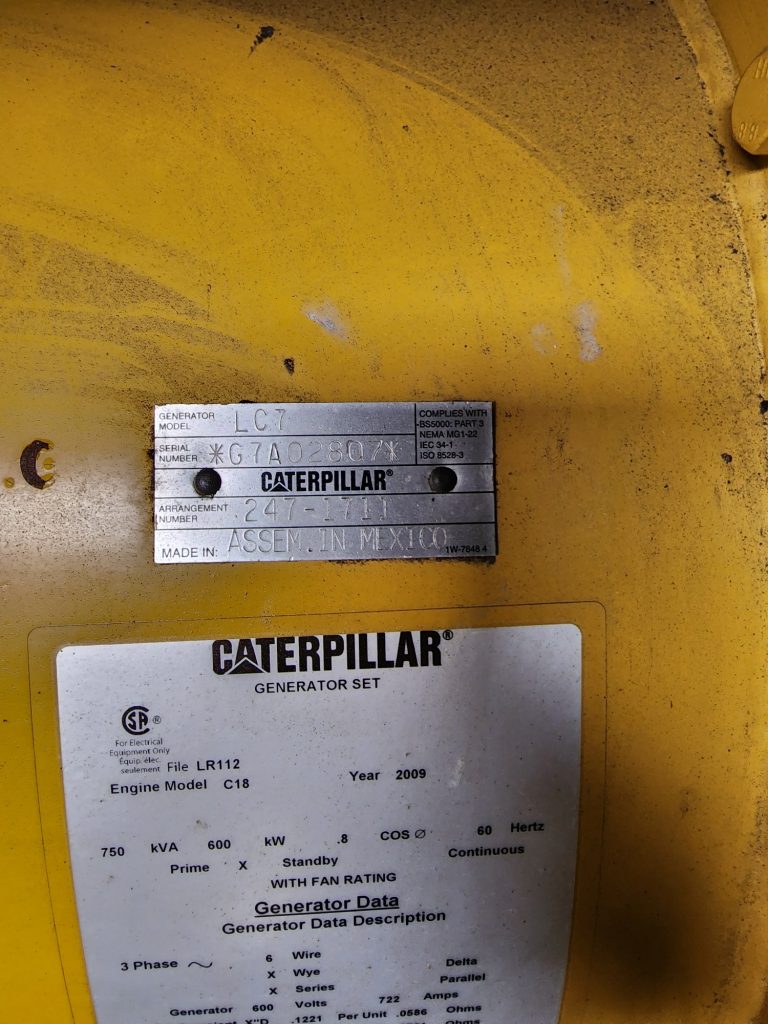 GENERATOR MODEL LC7
COMPLIES WITH
BS5000: PART 3
NEMA MG1-22
IEC 34-1
ISO 8528-3
SERIAL NUMBER *G7A02807*
CATERPILLAR®
ARRANGEMENT NUMBER 247-1711
MADE IN: ASSEM. IN MEXICO 1W-7848 4
CATERPILLAR®
GENERATOR SET
CSA ®
For Electrical
Equipment Only
Équip. élec.
seulement File LR112
Engine Model C18 Year 2009
750 kVA 600 kW .8 COS ∅ 60 Hertz
Prime X Standby Continuous
WITH FAN RATING
Generator Data
Generator Data Description
3 Phase ~ 6 Wire
X Wye Delta
X Series Parallel
Generator 600 Volts 722 Amps
X"D .1221 Per Unit .0586 Ohms
Ohms